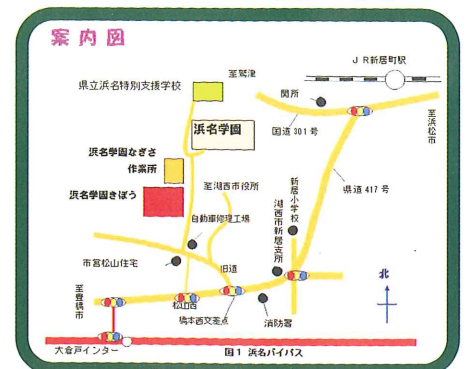 案内図
JR新居町駅
至鷲津
県立浜名特別支援学校
関所
至浜松市
浜名学園
国道301号
浜名学園なぎさ
作業所
至湖西市役所
浜名学園きぼう
新居小学校
県道417号
湖西市新居支所
自動車修理工場
市営松山住宅
旧道
北
至豊橋市
松山西
橋本西交差点
消防署
大倉戸インター
国1 浜名バイパス